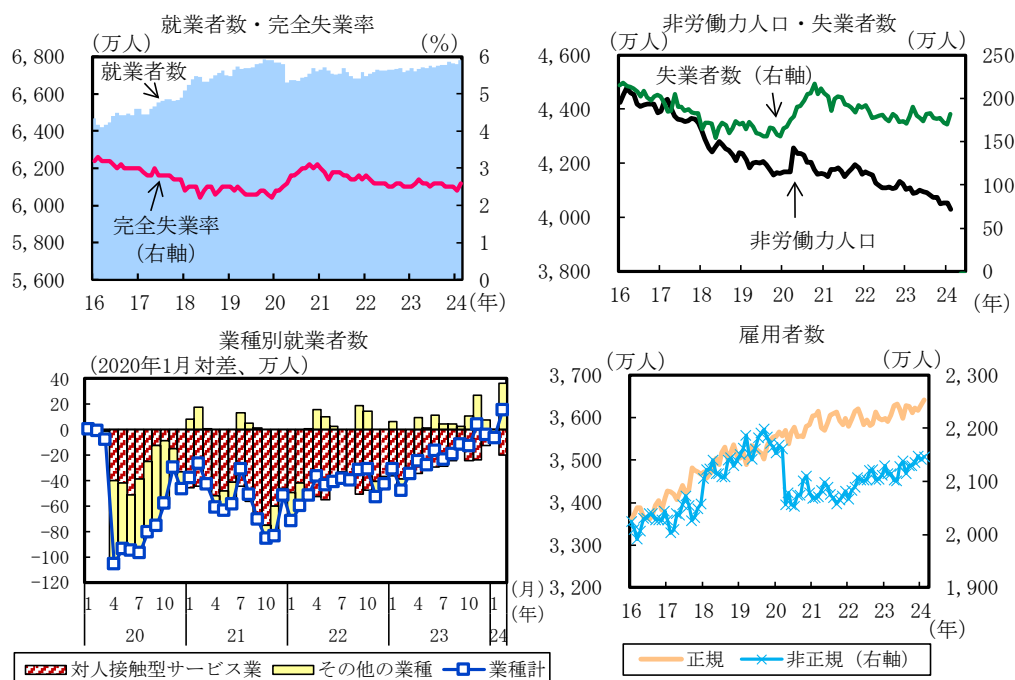 就業者数・完全失業率
(万人) (%)
6,800 6
6,600 5
6,400 4
6,200 3
6,000 2
5,800 1
5,600 0
就業者数
完全失業率
(右軸)
16 17 18 19 20 21 22 23 24 (年)
非労働力人口・失業者数
(万人) (万人)
4,600 250
4,400 200
150
4,200
100
4,000 50
3,800 0
失業者数（右軸）
非労働力人口
16 17 18 19 20 21 22 23 24 (年)
業種別就業者数
(2020年1月対差、万人)
40
20
0
-20
-40
-60
-80
-100
-120
1 4 7 10 1 4 7 10 1 4 7 10 1 4 7 10 1 (月)
20 21 22 23 24 (年)
対人接触型サービス業 その他の業種 業種計
雇用者数
(万人) (万人)
3,700 2,300
3,600 2,200
3,500 2,100
3,400
3,300 2,000
3,200 1,900
16 17 18 19 20 21 22 23 24 (年)
正規 非正規（右軸）